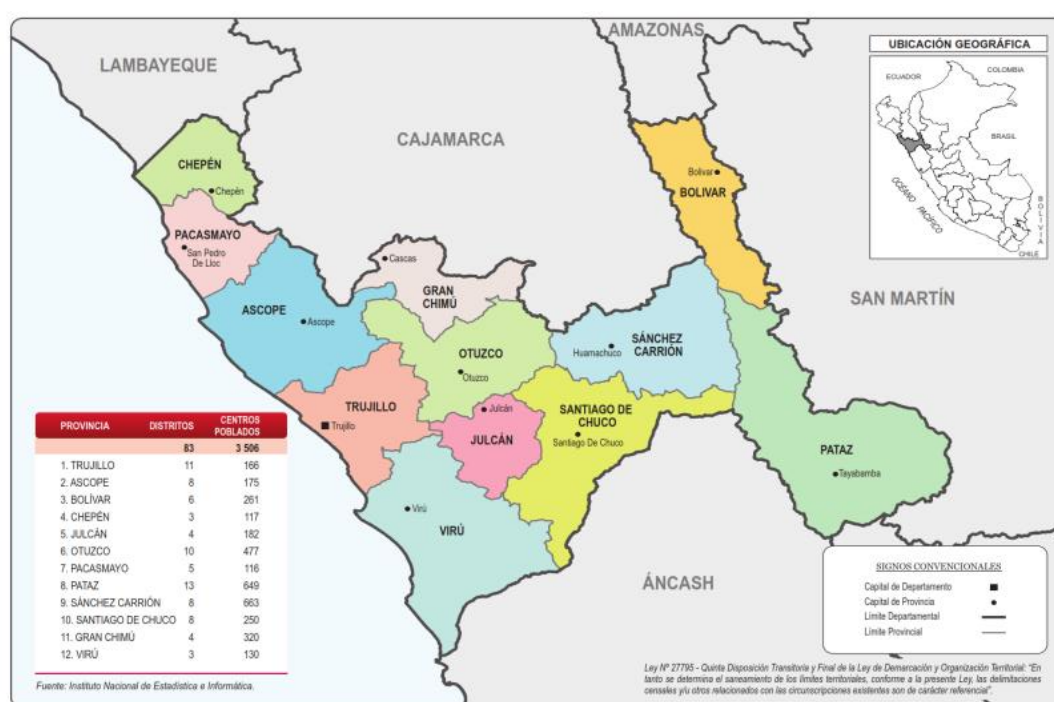 AMAZONAS
LAMBAYEQUE
CAJAMARCA
SAN MARTÍN
ÁNCASH
UBICACIÓN GEOGRÁFICA
ECUADOR
COLOMBIA
BRASIL
OCÉANO PACÍFICO
BOLIVIA
CHILE
CHEPÉN
Chepén
PACASMAYO
San Pedro
De Lloc
ASCOPE
Ascope
Cascas
GRAN
CHIMÚ
Bolivar
BOLIVAR
OTUZCO
Otuzco
SÁNCHEZ
CARRIÓN
Huamachuco
TRUJILLO
Trujillo
Julcán
JULCÁN
SANTIAGO DE
CHUCO
Santiago De Chuco
PATAZ
Tayabamba
Virú
VIRÚ
PROVINCIA DISTRITOS CENTROS
POBLADOS
83 3 506
1. TRUJILLO 11 166
2. ASCOPE 8 175
3. BOLÍVAR 6 261
4. CHEPÉN 3 117
5. JULCÁN 4 182
6. OTUZCO 10 477
7. PACASMAYO 5 116
8. PATAZ 13 649
9. SÁNCHEZ CARRIÓN 8 663
10. SANTIAGO DE CHUCO 8 250
11. GRAN CHIMÚ 4 320
12. VIRÚ 3 130
Fuente: Instituto Nacional de Estadística e Informática.
SIGNOS CONVENCIONALES
Capital de Departamento
Capital de Provincia
Límite Departamental
Límite Provincial
Ley Nº 27795 - Quinta Disposición Transitoria y Final de la Ley de Demarcación y Organización Territorial: "En
tanto se determina el saneamiento de los límites territoriales, conforme a la presente Ley, las delimitaciones
censales y/u otros relacionados con las circunscripciones existentes son de carácter referencial".